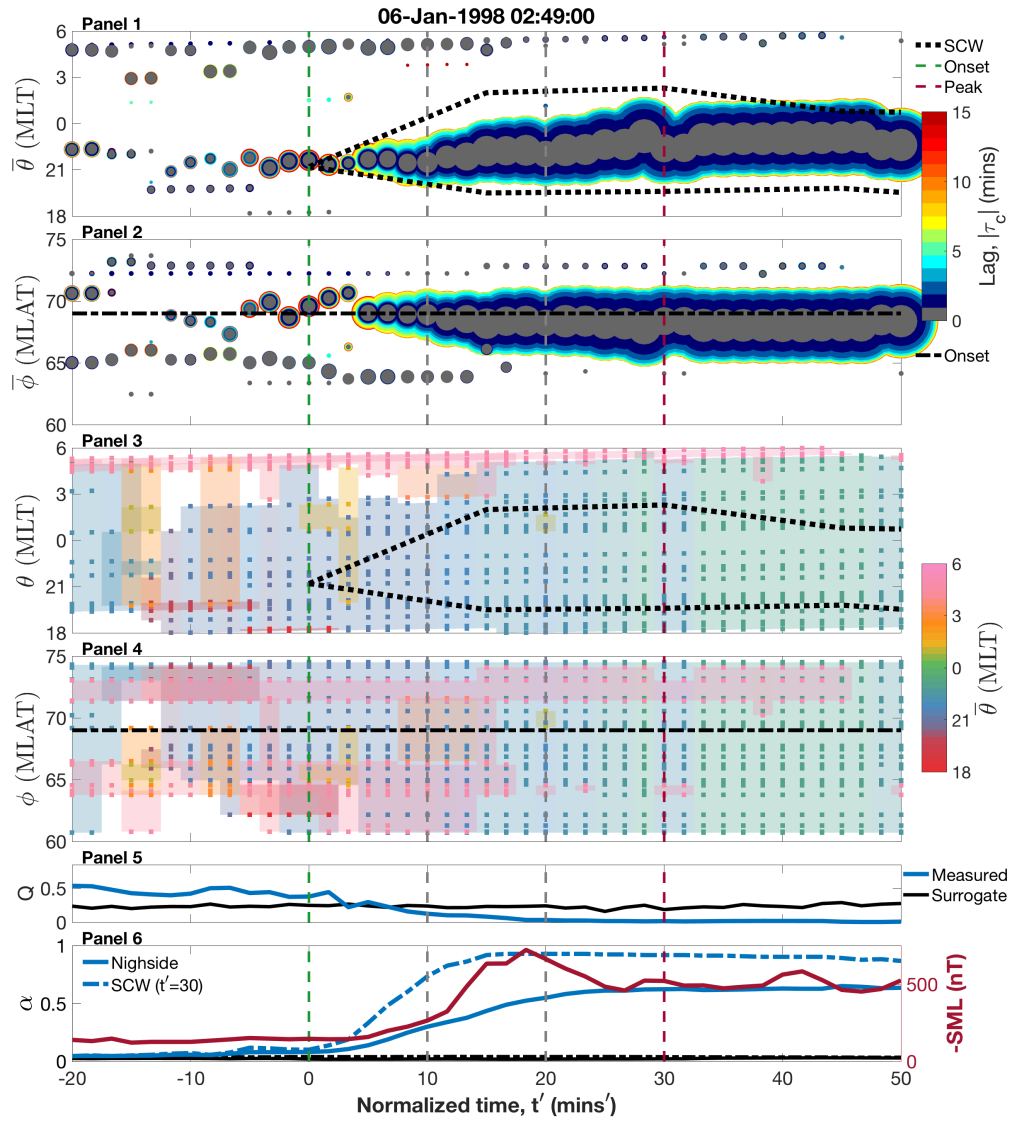 06-Jan-1998 02:49:00
Panel 1
6
3
0
21
18
θ̅ (MLT)
SCW
Onset
Peak
15
10
5
0
Lag, |τc| (mins)
Panel 2
75
70
65
60
ϕ̅ (MLAT)
Onset
Panel 3
6
3
0
21
18
θ (MLT)
Panel 4
75
70
65
60
ϕ (MLAT)
6
3
0
21
18
θ̅ (MLT)
Panel 5
0.5
0
Q
Measured
Surrogate
Panel 6
1
0.5
0
α
Nighside
SCW (t′=30)
500
0
-SML (nT)
-20 -10 0 10 20 30 40 50
Normalized time, t′ (mins′)